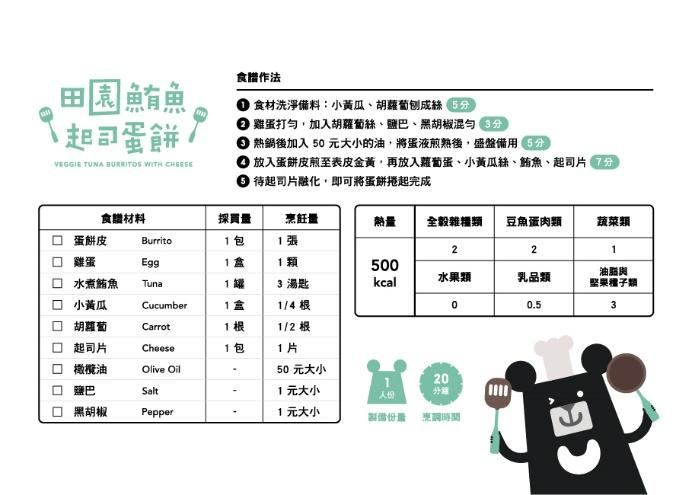 田園鮪魚
起司蛋餅
VEGGIE TUNA BURRITOS WITH CHEESE
食譜作法
1 食材洗淨備料：小黃瓜、胡蘿蔔刨成絲 5分
2 雞蛋打勻，加入胡蘿蔔絲、鹽巴、黑胡椒混勻 3分
3 熱鍋後加入 50 元大小的油，將蛋液煎熟後，盛盤備用 5分
4 放入蛋餅皮煎至表皮金黃，再放入蘿蔔蛋、小黃瓜絲、鮪魚、起司片 7分
5 待起司片融化，即可將蛋餅捲起完成
食譜材料 採買量 烹飪量
蛋餅皮 Burrito 1 包 1 張
雞蛋 Egg 1 盒 1 顆
水煮鮪魚 Tuna 1 罐 3 湯匙
小黃瓜 Cucumber 1 盒 1/4 根
胡蘿蔔 Carrot 1 根 1/2 根
起司片 Cheese 1 包 1 片
橄欖油 Olive Oil - 50 元大小
鹽巴 Salt - 1 元大小
黑胡椒 Pepper - 1 元大小
熱量 全穀雜糧類 豆魚蛋肉類 蔬菜類
500 kcal 2 2 1
水果類 乳品類 油脂與堅果種子類
0 0.5 3
1 人份
製備份量
20 分鐘
烹調時間